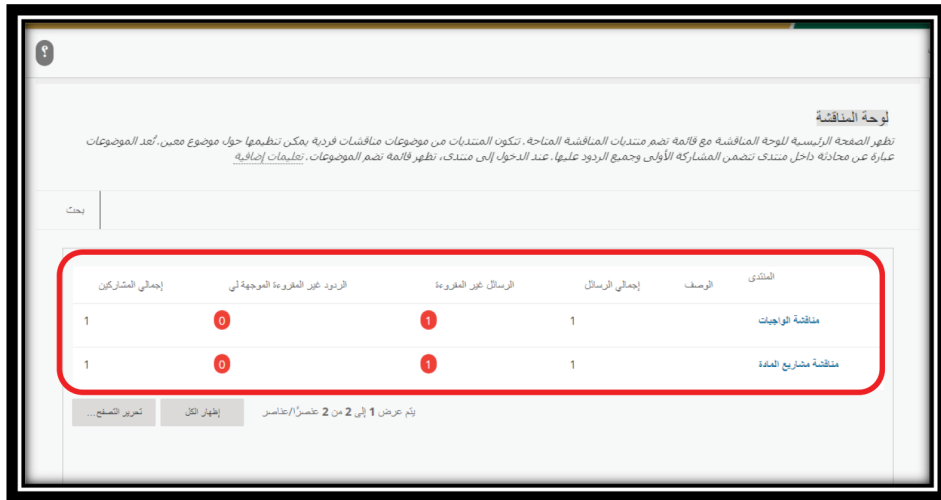 ؟
لوحة المناقشة
تظهر الصفحة الرئيسية للوحة المناقشة مع قائمة تضم منتديات المناقشة المتاحة. تتكون المنتديات من موضوعات مناقشات فردية يمكن تنظيمها حول موضوع معين. تُعد الموضوعات
عبارة عن محادثة داخل منتدى تتضمن المشاركة الأولى وجميع الردود عليها. عند الدخول إلى منتدى، تظهر قائمة تضم الموضوعات. تعليمات إضافية
بحث
المنتدى الوصف إجمالي الرسائل الرسائل غير المقروءة الردود غير المقروءة الموجهة لي إجمالي المشاركين
مناقشة الواجبات 1 1 0 1
مناقشة مشاريع المادة 1 1 0 1
يتم عرض 1 إلى 2 من 2 عنصرًا/عناصر إظهار الكل تحرير التصفح...